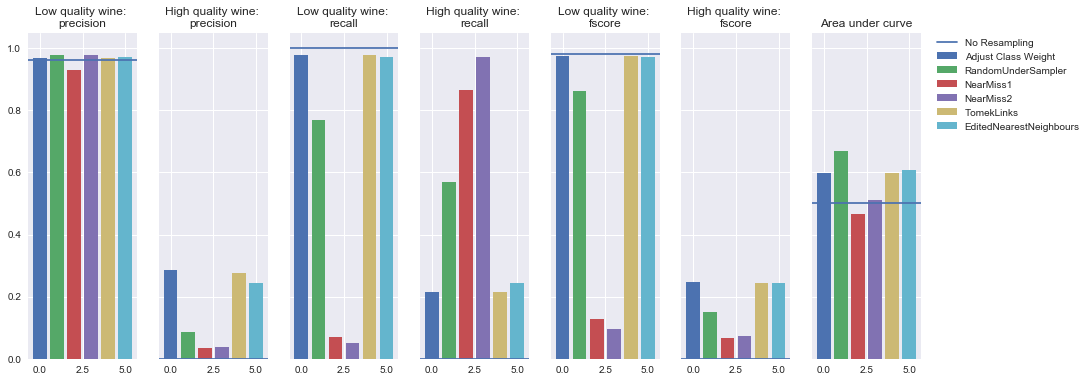 Low quality wine:
precision
High quality wine:
precision
Low quality wine:
recall
High quality wine:
recall
Low quality wine:
fscore
High quality wine:
fscore
Area under curve
No Resampling
Adjust Class Weight
RandomUnderSampler
NearMiss1
NearMiss2
TomekLinks
EditedNearestNeighbours
1.0
0.8
0.6
0.4
0.2
0.0
0.0 2.5 5.0
0.0 2.5 5.0
0.0 2.5 5.0
0.0 2.5 5.0
0.0 2.5 5.0
0.0 2.5 5.0
0.0 2.5 5.0